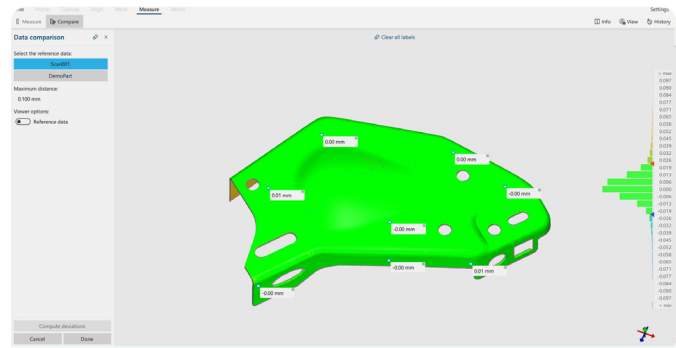 Home Capture Align Mesh Measure Model Settings
Measure Compare Info View History
Data comparison
Clear all labels
Select the reference data:
Scan001
DemoPart
Maximum distance:
0.100 mm
Viewer options:
Reference data
0.00 mm
0.00 mm
0.01 mm
-0.00 mm
-0.00 mm
-0.00 mm
0.01 mm
-0.00 mm
> max
0.097
0.090
0.084
0.077
0.071
0.065
0.058
0.052
0.045
0.039
0.032
0.026
0.019
0.013
0.006
0.000
-0.006
-0.013
-0.019
-0.026
-0.032
-0.039
-0.045
-0.052
-0.058
-0.065
-0.071
-0.077
-0.084
-0.090
-0.097
< min
Compute deviations
Cancel Done